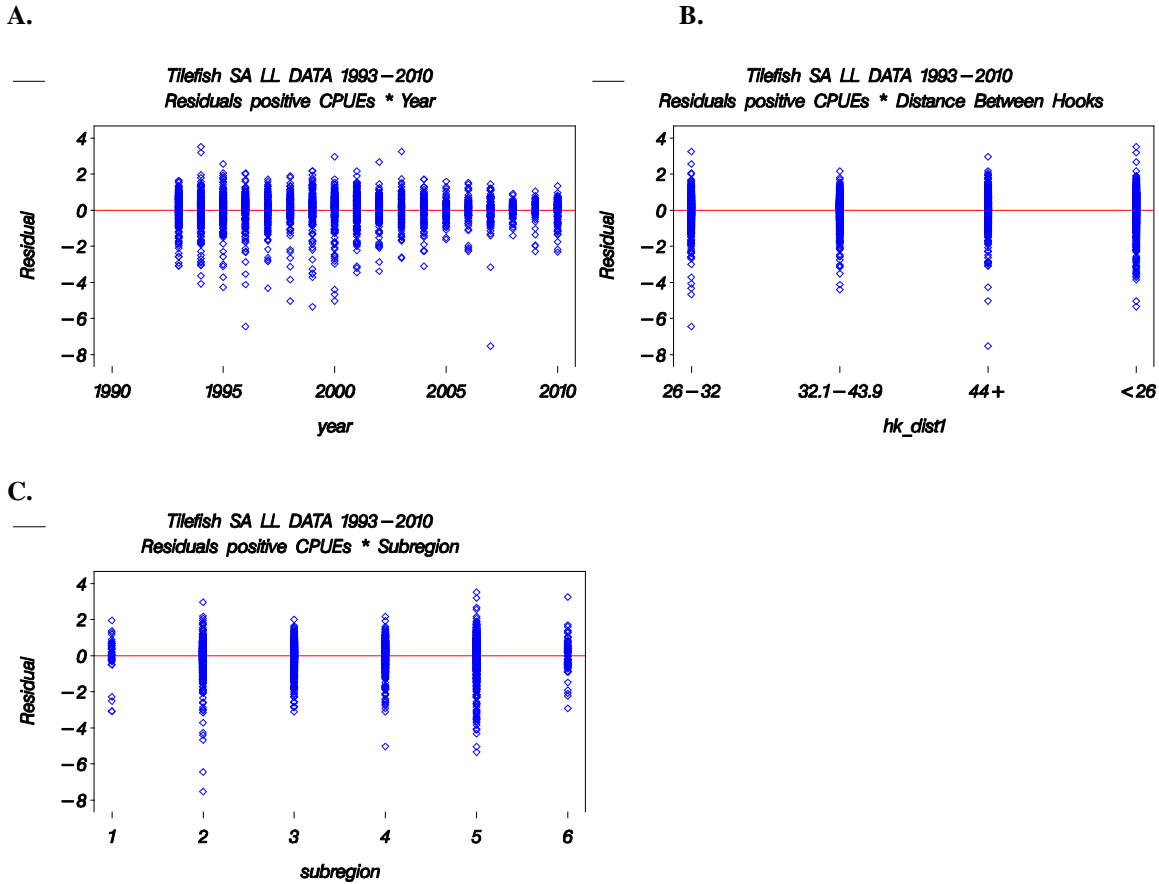 A.
Tilefish SA LL DATA 1993-2010
Residuals positive CPUEs * Year
Residual
4
2
0
-2
-4
-6
-8
1990 1995 2000 2005 2010
year
B.
Tilefish SA LL DATA 1993-2010
Residuals positive CPUEs * Distance Between Hooks
Residual
4
2
0
-2
-4
-6
-8
26-32 32.1-43.9 44+ <26
hk_dist1
C.
Tilefish SA LL DATA 1993-2010
Residuals positive CPUEs * Subregion
Residual
4
2
0
-2
-4
-6
-8
1 2 3 4 5 6
subregion